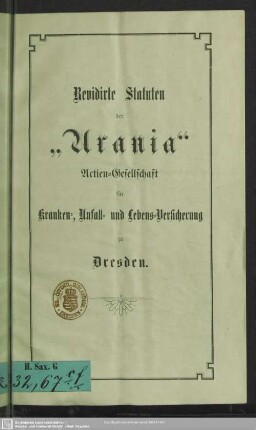 Revidirte Statuten
der
„Urania“
Actien-Gesellschaft
für
Kranken-, Unfall- und Lebens-Versicherung
zu
Dresden.
H. Sax. G